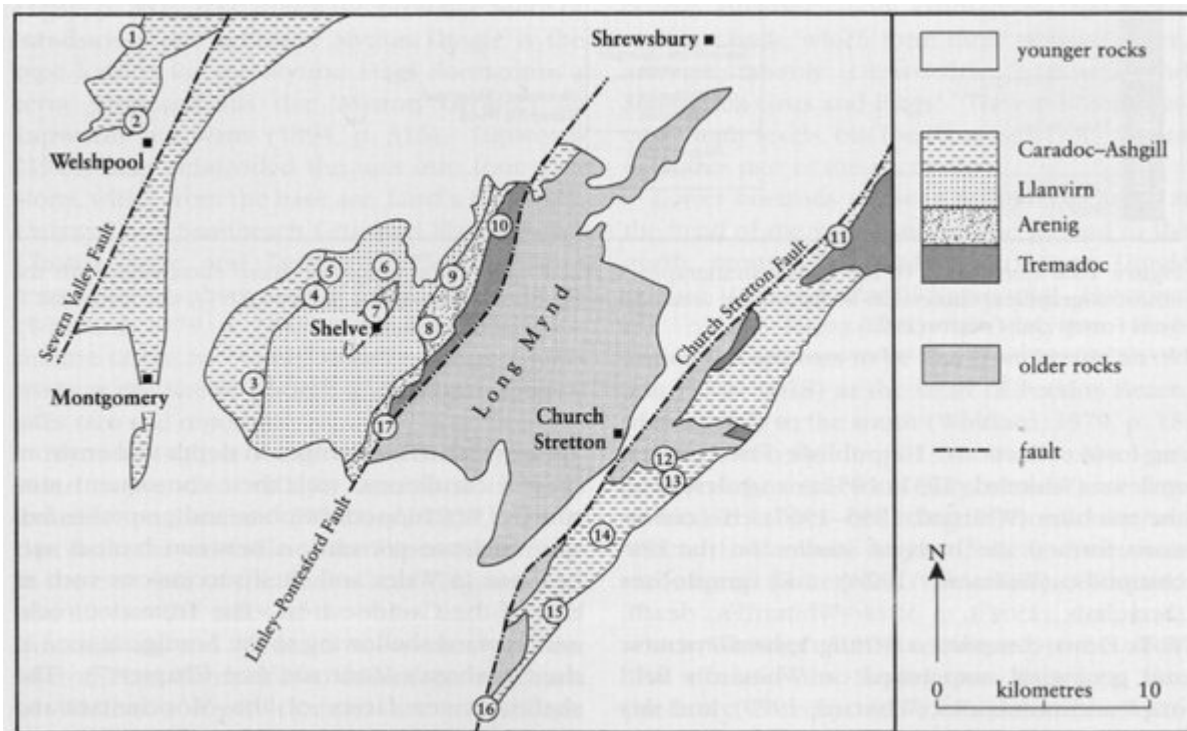 Shrewsbury
younger rocks
Caradoc–Ashgill
Llanvirn
Arenig
Tremadoc
older rocks
fault
1
2
Welshpool
Severn Valley Fault
Montgomery
3
4
5
6
7
Shelve
8
9
10
17
Long Mynd
Linley–Pontesford Fault
11
Church Stretton Fault
Church
Stretton
12
13
14
15
16
N
0
kilometres
10